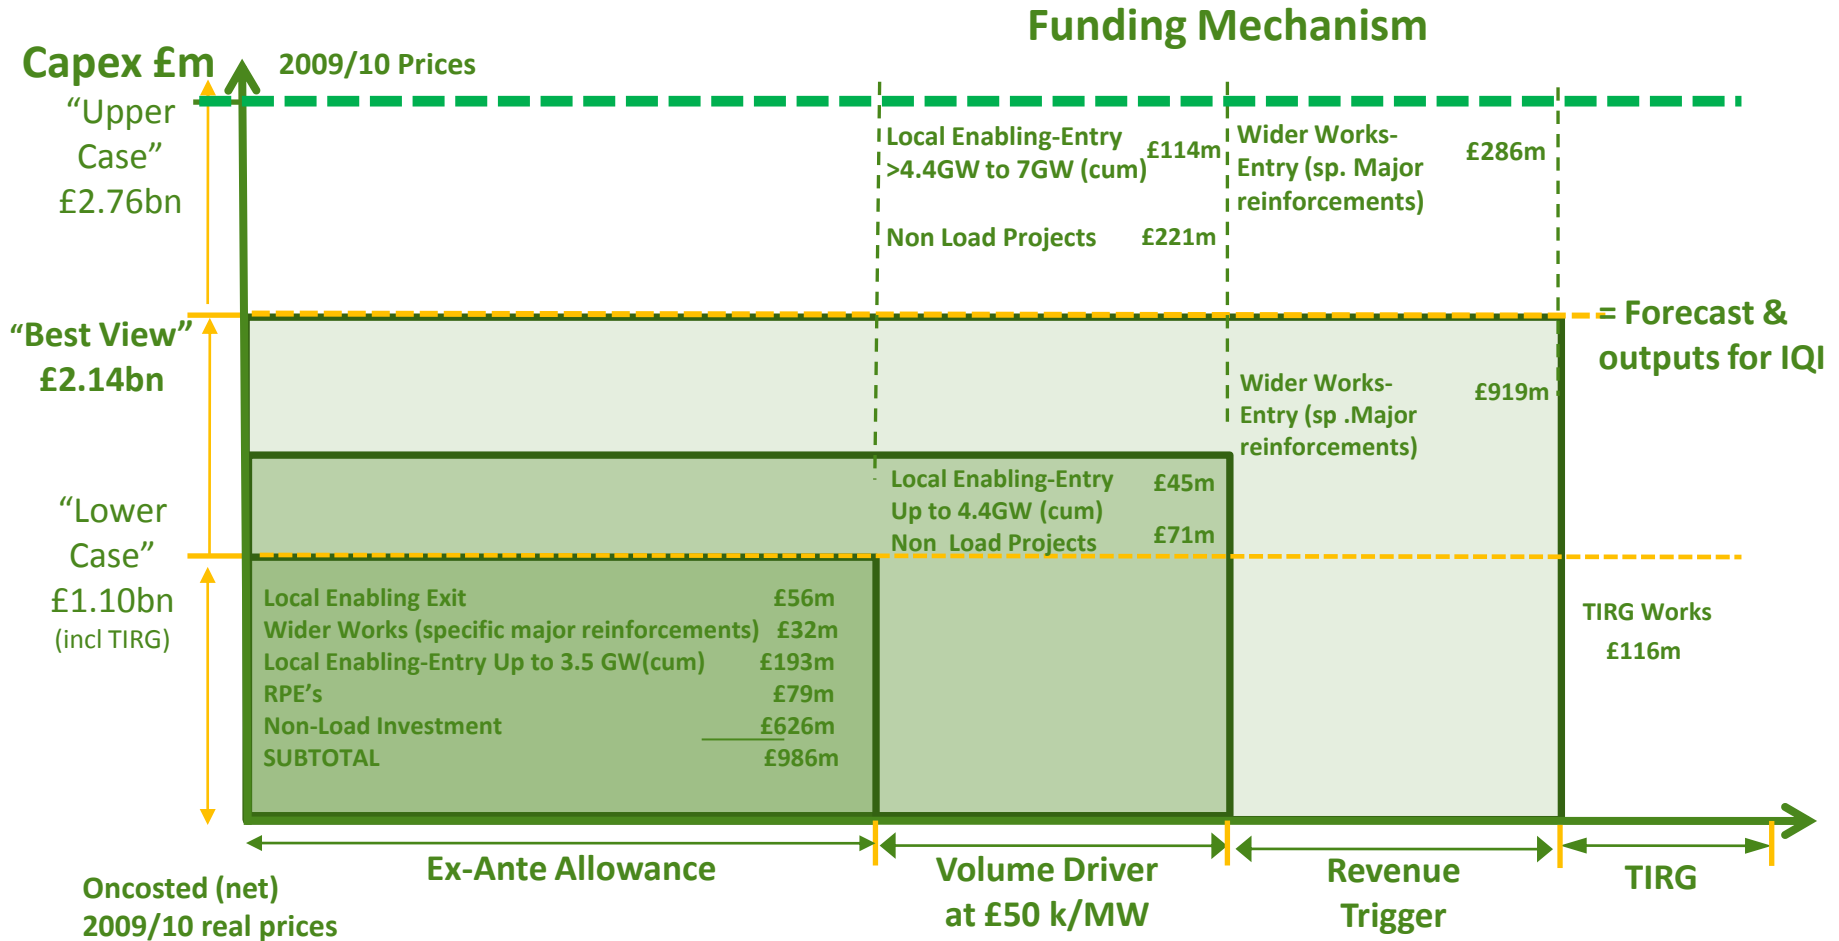 Funding Mechanism
Capex £m
2009/10 Prices
“Upper
Case”
£2.76bn
Local Enabling-Entry
>4.4GW to 7GW (cum)
£114m
Non Load Projects £221m
Wider Works-
Entry (sp. Major
reinforcements)
£286m
“Best View”
£2.14bn
= Forecast &
outputs for IQI
Wider Works-
Entry (sp .Major
reinforcements)
£919m
Local Enabling-Entry £45m
Up to 4.4GW (cum)
Non Load Projects £71m
“Lower
Case”
£1.10bn
(incl TIRG)
Local Enabling Exit £56m
Wider Works (specific major reinforcements) £32m
Local Enabling-Entry Up to 3.5 GW(cum) £193m
RPE’s £79m
Non-Load Investment £626m
SUBTOTAL £986m
TIRG Works
£116m
Ex-Ante Allowance
Volume Driver
at £50 k/MW
Revenue
Trigger
TIRG
Oncosted (net)
2009/10 real prices